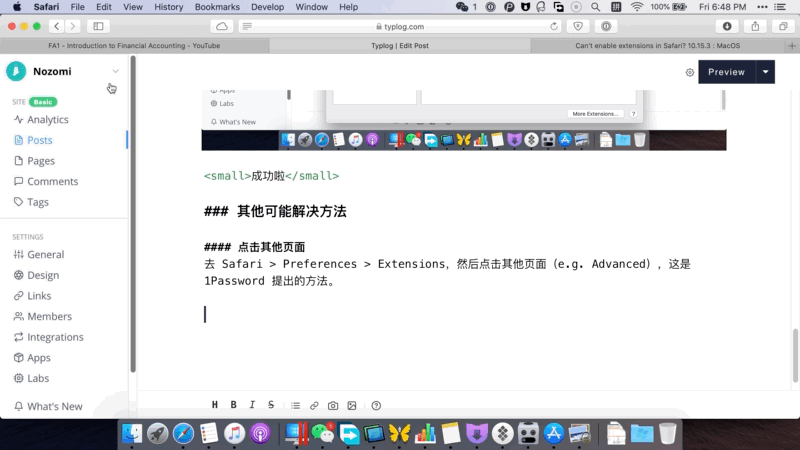 Safari File Edit View History Bookmarks Develop Window Help 1 100% Fri 6:48 PM
typlog.com
FA1 - Introduction to Financial Accounting - YouTube
Typlog | Edit Post
Can't enable extensions in Safari? 10.15.3 : MacOS
Nozomi
Preview
SITE Basic
Analytics
Posts
Pages
Comments
Tags
SETTINGS
General
Design
Links
Members
Integrations
Apps
Labs
What's New
Apps
Labs
What's New
More Extensions...
?
<small>成功啦</small>
### 其他可能解决方法
#### 点击其他页面
去 Safari > Preferences > Extensions，然后点击其他页面（e.g. Advanced），这是
1Password 提出的方法。
H B I S